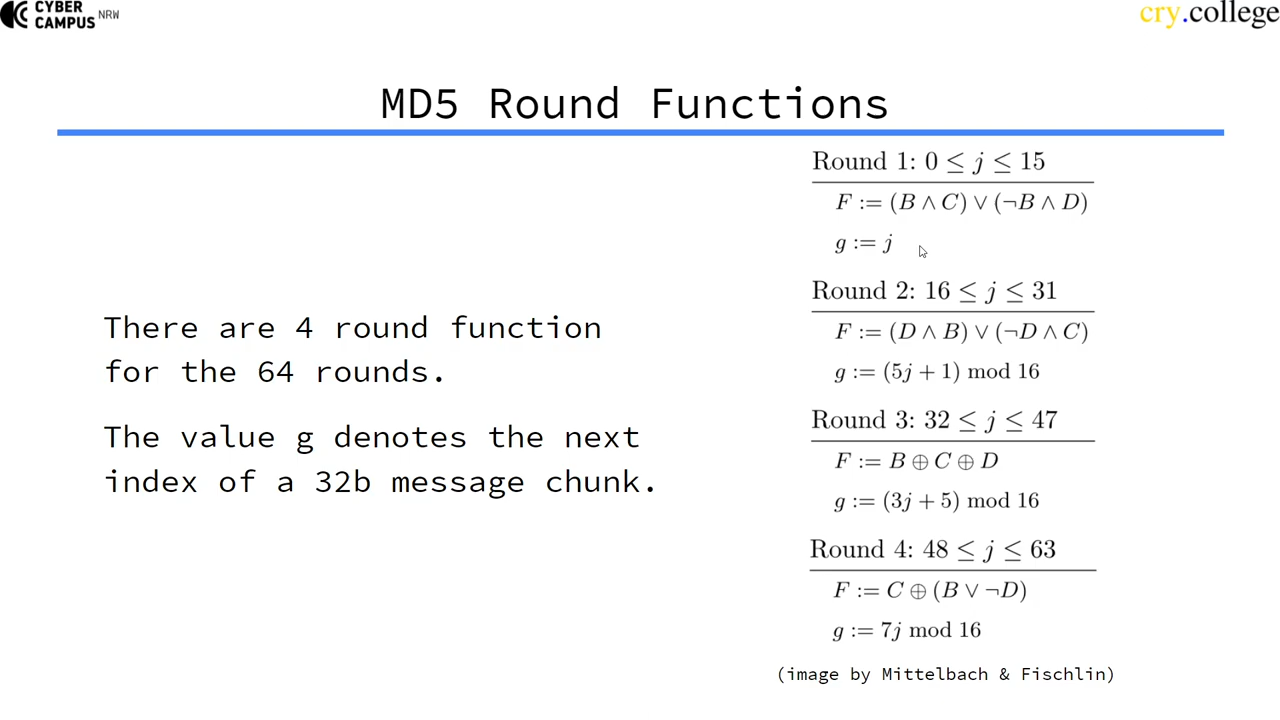 CYBER
CAMPUS NRW
cry.college
MD5 Round Functions
There are 4 round function
for the 64 rounds.
The value g denotes the next
index of a 32b message chunk.
Round 1: 0 ≤ j ≤ 15
F := (B ∧ C) ∨ (¬B ∧ D)
g := j
Round 2: 16 ≤ j ≤ 31
F := (D ∧ B) ∨ (¬D ∧ C)
g := (5j + 1) mod 16
Round 3: 32 ≤ j ≤ 47
F := B ⊕ C ⊕ D
g := (3j + 5) mod 16
Round 4: 48 ≤ j ≤ 63
F := C ⊕ (B ∨ ¬D)
g := 7j mod 16
(image by Mittelbach & Fischlin)